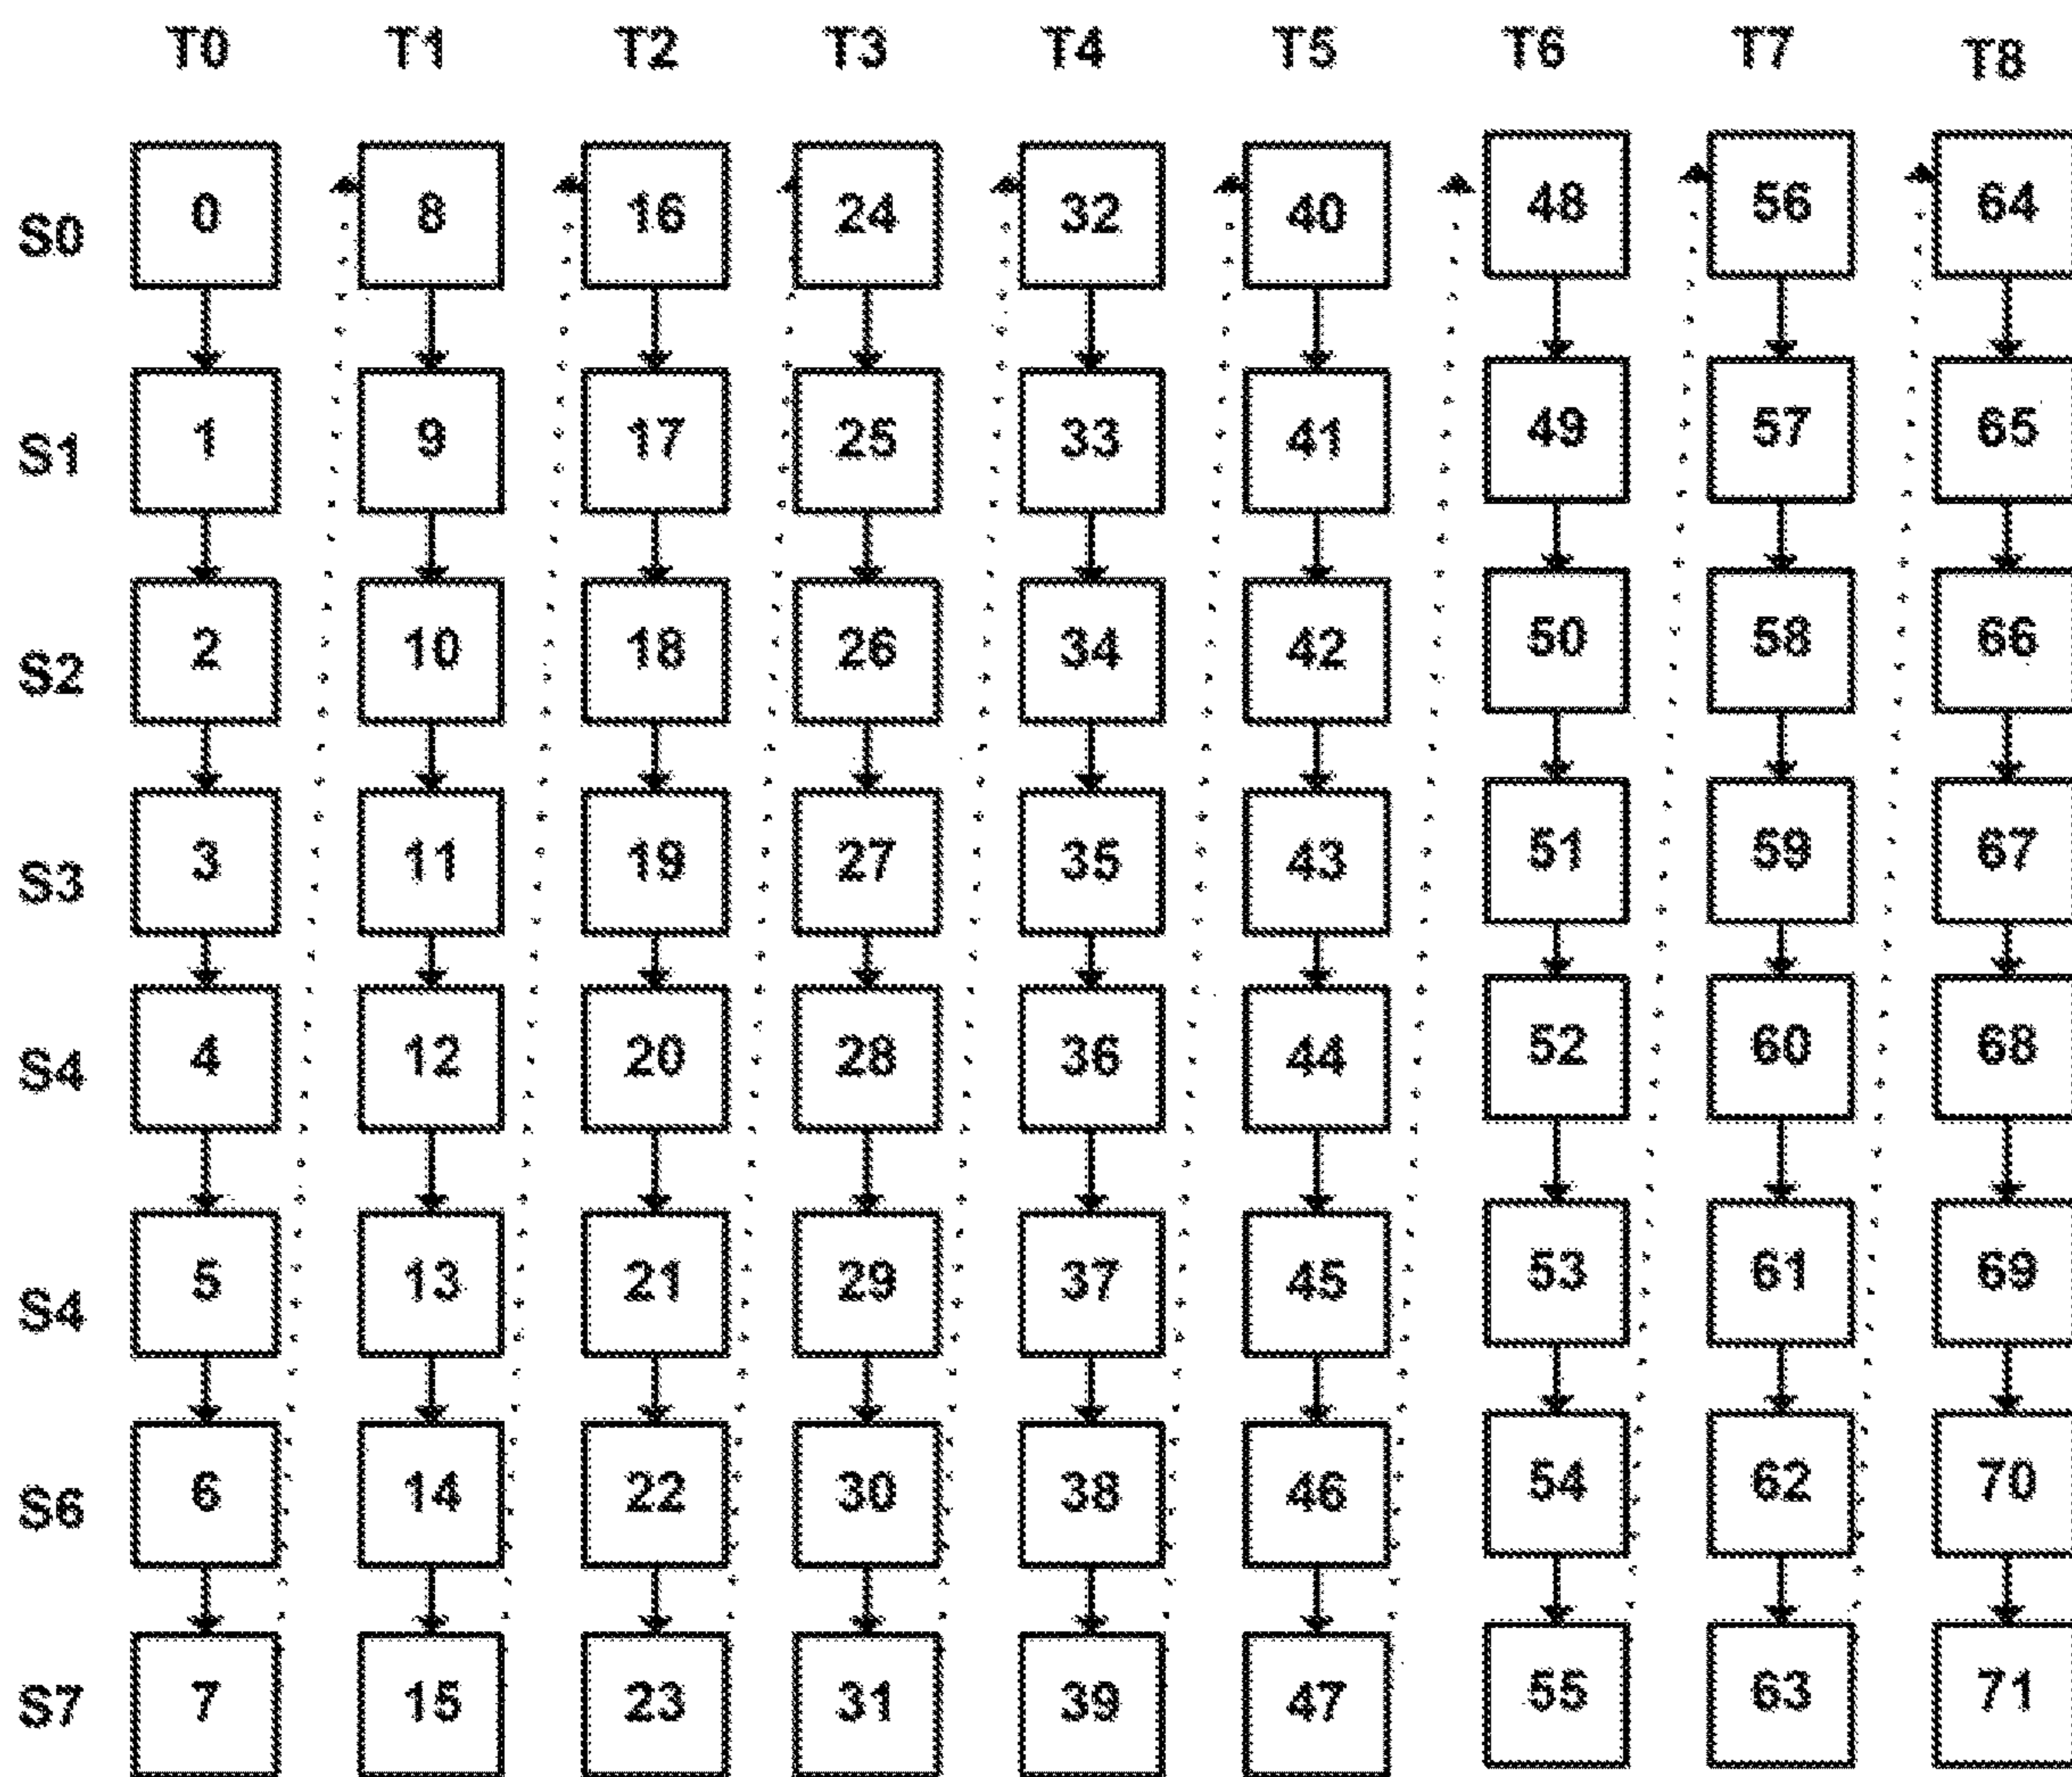 T0 T1 T2 T3 T4 T5 T6 T7 T8
S0 0 8 16 24 32 40 48 56 64
S1 1 9 17 25 33 41 49 57 65
S2 2 10 18 26 34 42 50 58 66
S3 3 11 19 27 35 43 51 59 67
S4 4 12 20 28 36 44 52 60 68
S4 5 13 21 29 37 45 53 61 69
S6 6 14 22 30 38 46 54 62 70
S7 7 15 23 31 39 47 55 63 71